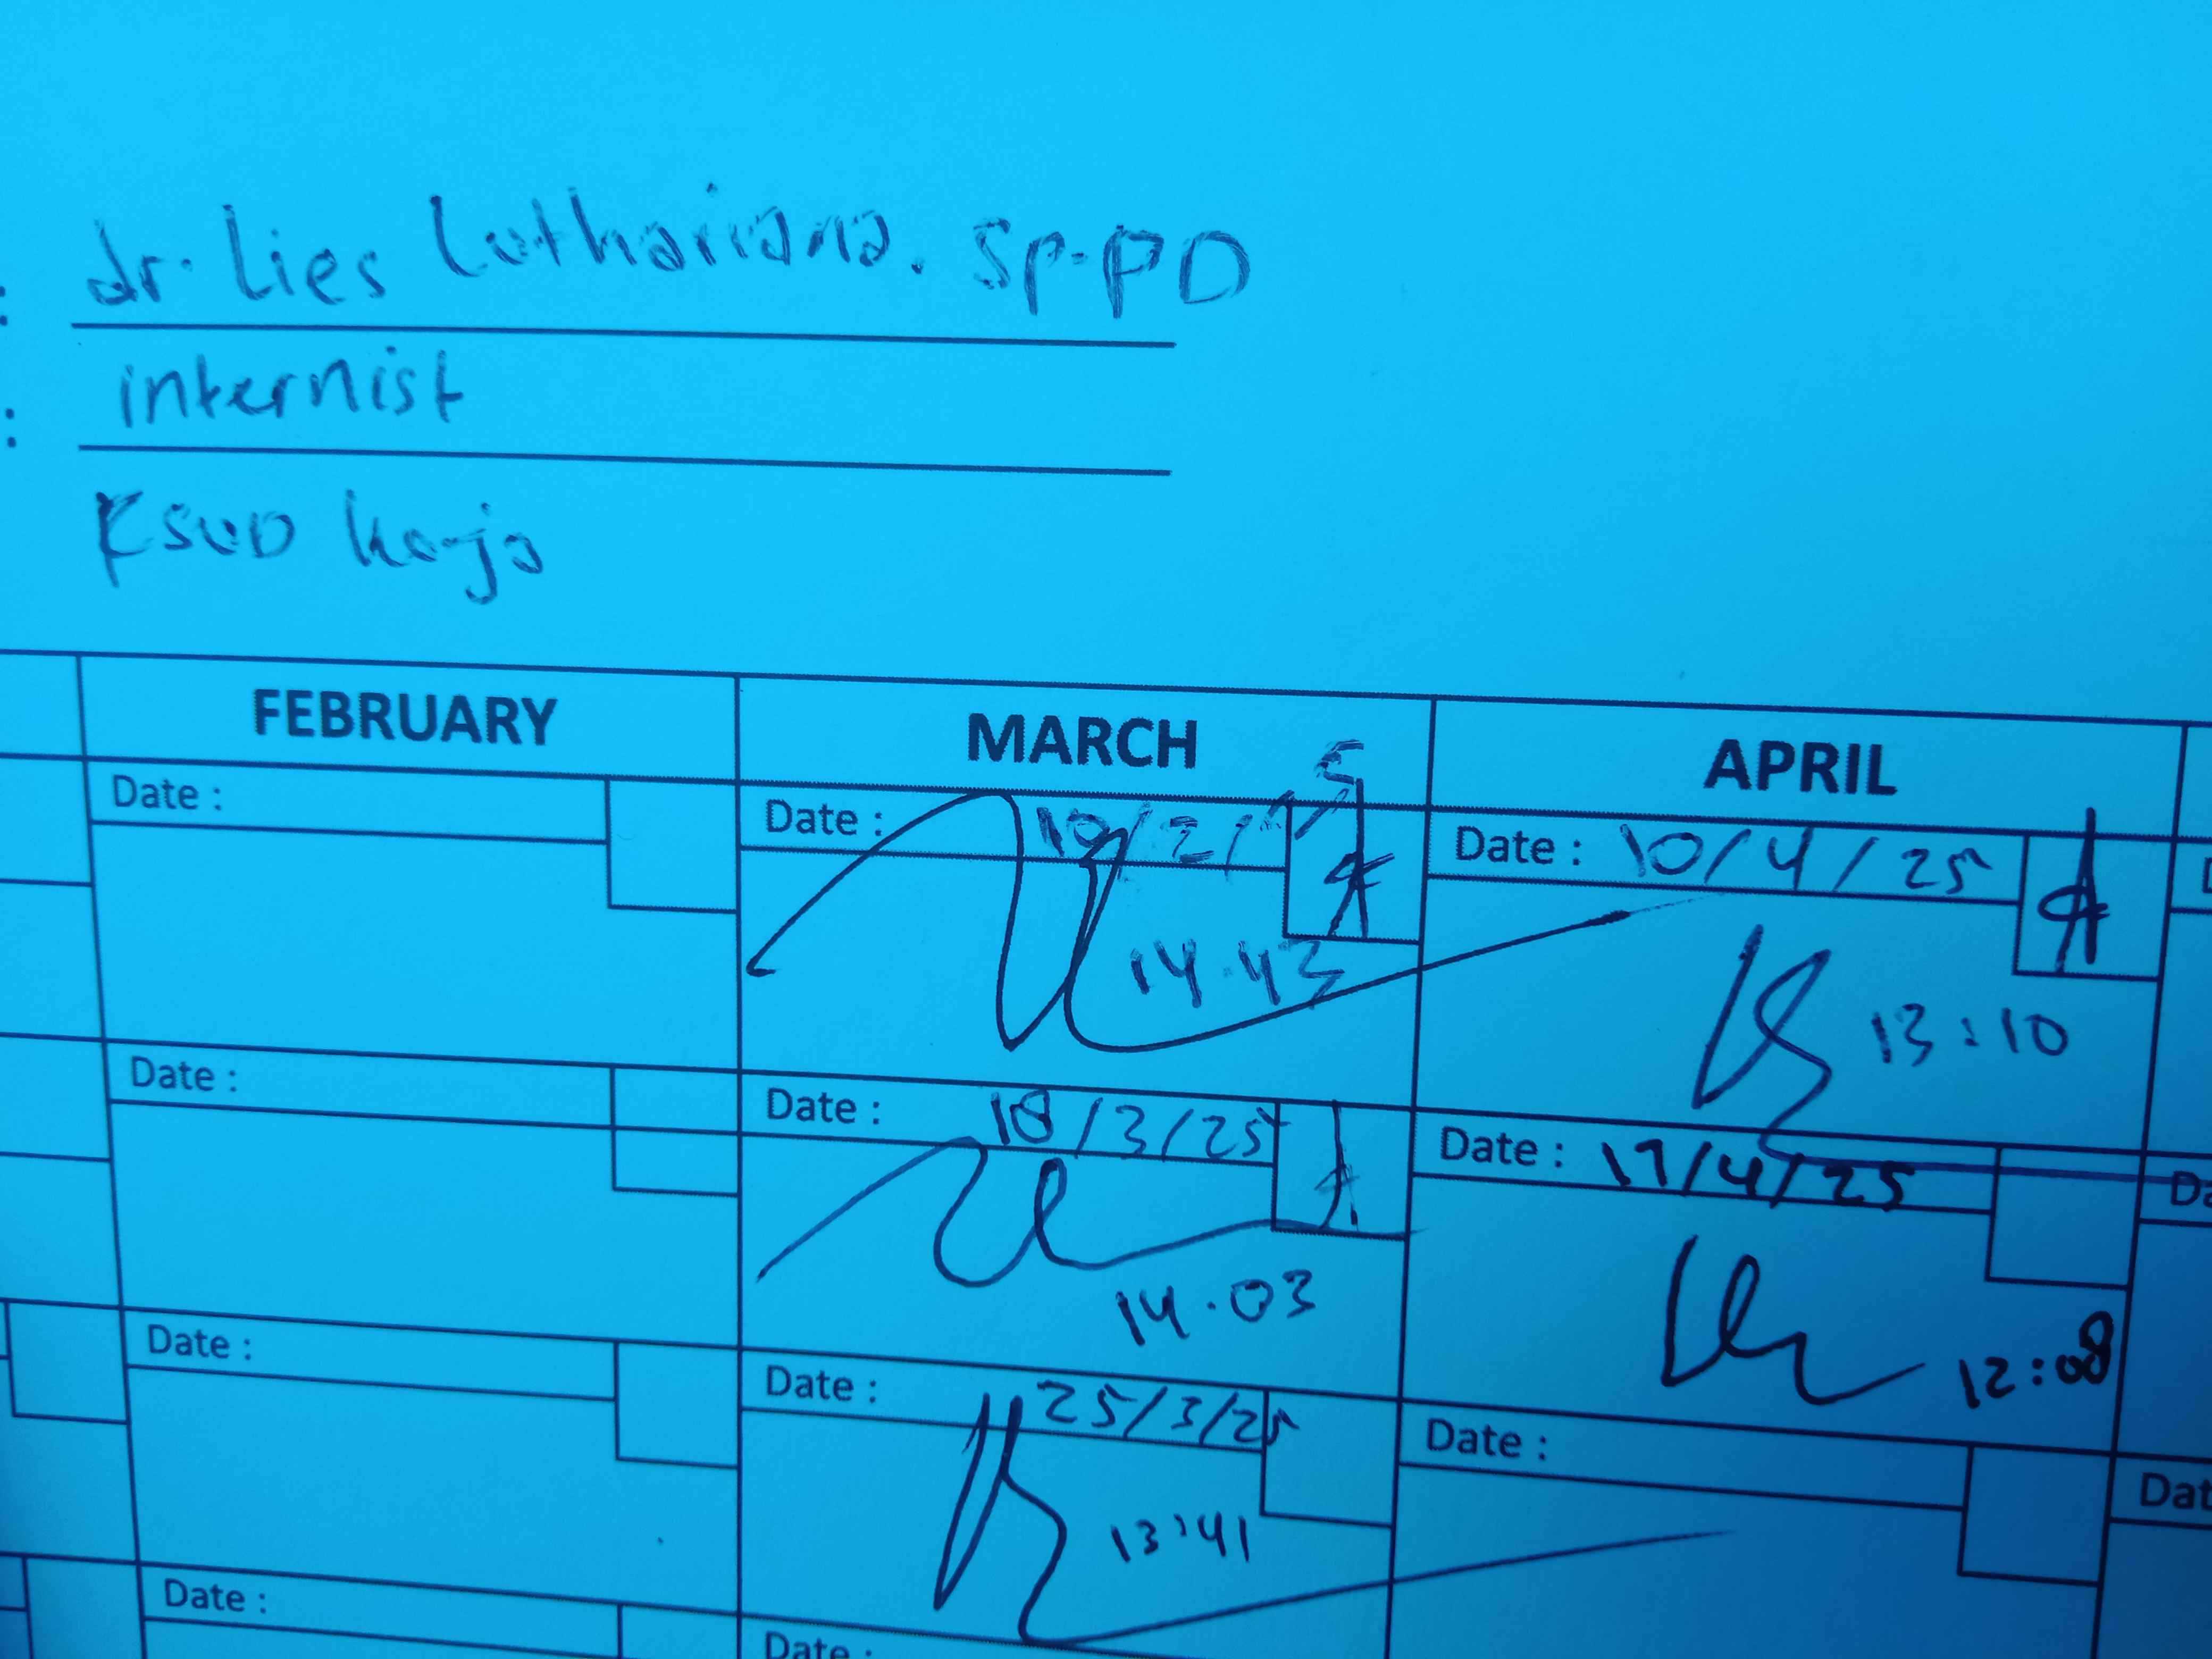 : dr. Lies Luthariana. Sp.PD
: internist
RSUD Koja
FEBRUARY MARCH APRIL
Date : Date : Date : 10/4/25
14.43 13:10
Date : Date : 18/3/25 Date : 17/4/25
14.03 12:08
Date : Date : 25/3/25 Date :
13:41
Date : Date :